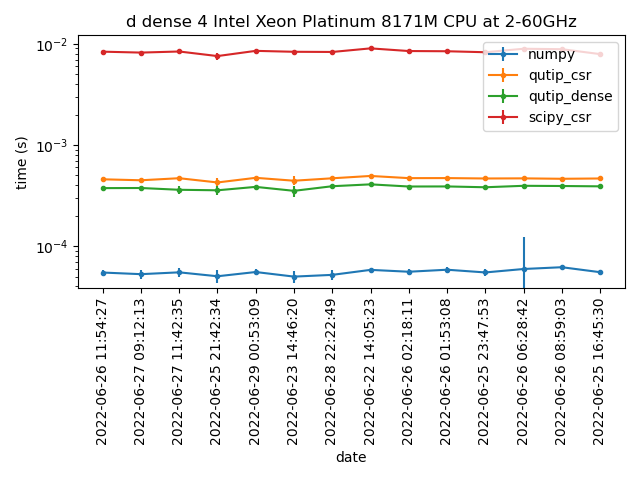 d dense 4 Intel Xeon Platinum 8171M CPU at 2-60GHz
time (s)
10⁻²
10⁻³
10⁻⁴
numpy
qutip_csr
qutip_dense
scipy_csr
2022-06-26 11:54:27
2022-06-27 09:12:13
2022-06-27 11:42:35
2022-06-25 21:42:34
2022-06-29 00:53:09
2022-06-23 14:46:20
2022-06-28 22:22:49
2022-06-22 14:05:23
2022-06-26 02:18:11
2022-06-26 01:53:08
2022-06-25 23:47:53
2022-06-26 06:28:42
2022-06-26 08:59:03
2022-06-25 16:45:30
date